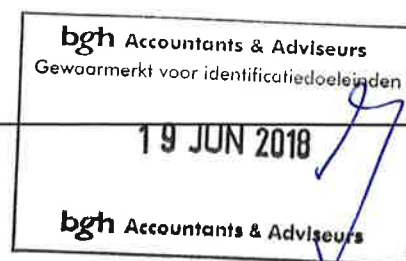 bgh Accountants & Adviseurs
Gewaarmerkt voor identificatiedoeleinden
19 JUN 2018
bgh Accountants & Adviseurs